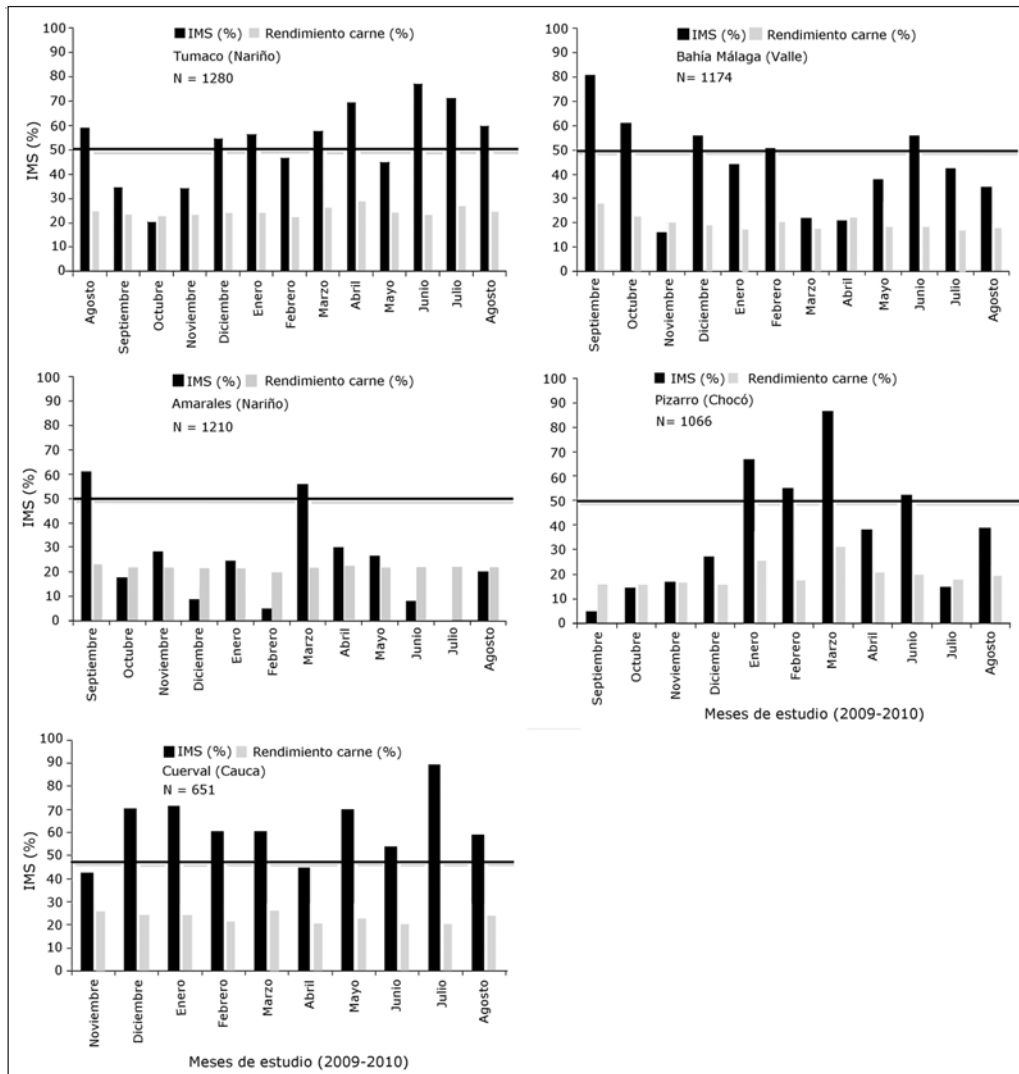 IMS (%) Rendimiento carne (%)
Tumaco (Nariño)
N = 1280
IMS (%)
100
90
80
70
60
50
40
30
20
10
0
Agosto
Septiembre
Octubre
Noviembre
Diciembre
Enero
Febrero
Marzo
Abril
Mayo
Junio
Julio
Agosto
IMS (%) Rendimiento carne (%)
Bahía Málaga (Valle)
N= 1174
100
90
80
70
60
50
40
30
20
10
0
Septiembre
Octubre
Noviembre
Diciembre
Enero
Febrero
Marzo
Abril
Mayo
Junio
Julio
Agosto
IMS (%) Rendimiento carne (%)
Amarales (Nariño)
N = 1210
IMS (%)
100
90
80
70
60
50
40
30
20
10
0
Septiembre
Octubre
Noviembre
Diciembre
Enero
Febrero
Marzo
Abril
Mayo
Junio
Julio
Agosto
IMS (%) Rendimiento carne (%)
Pizarro (Chocó)
N= 1066
100
90
80
70
60
50
40
30
20
10
0
Septiembre
Octubre
Noviembre
Diciembre
Enero
Febrero
Marzo
Abril
Junio
Julio
Agosto
Meses de estudio (2009-2010)
IMS (%) Rendimiento carne (%)
Cuerval (Cauca)
N = 651
IMS (%)
100
90
80
70
60
50
40
30
20
10
0
Noviembre
Diciembre
Enero
Febrero
Marzo
Abril
Mayo
Junio
Julio
Agosto
Meses de estudio (2009-2010)